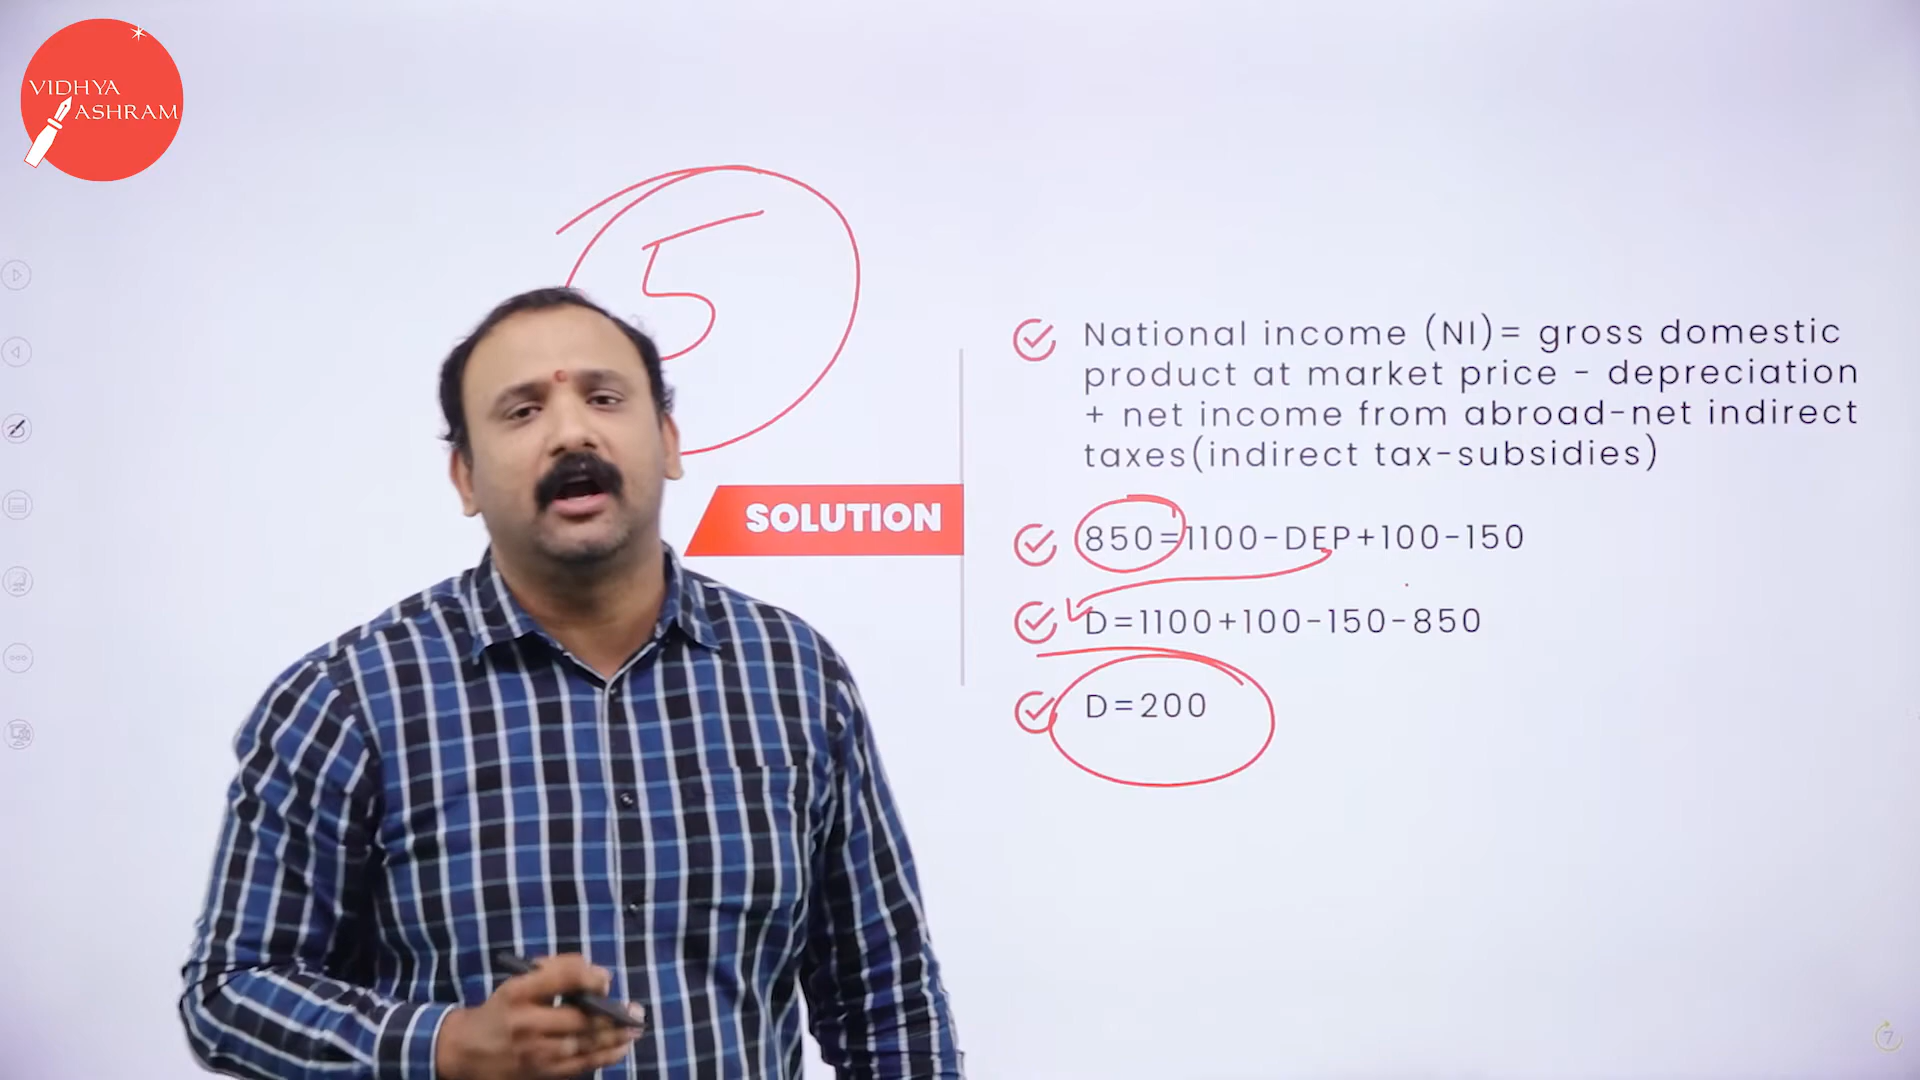 VIDHYA
ASHRAM
5
National income (NI)= gross domestic
product at market price - depreciation
+ net income from abroad-net indirect
taxes(indirect tax-subsidies)
SOLUTION
850=1100-DEP+100-150
D=1100+100-150-850
D=200
7